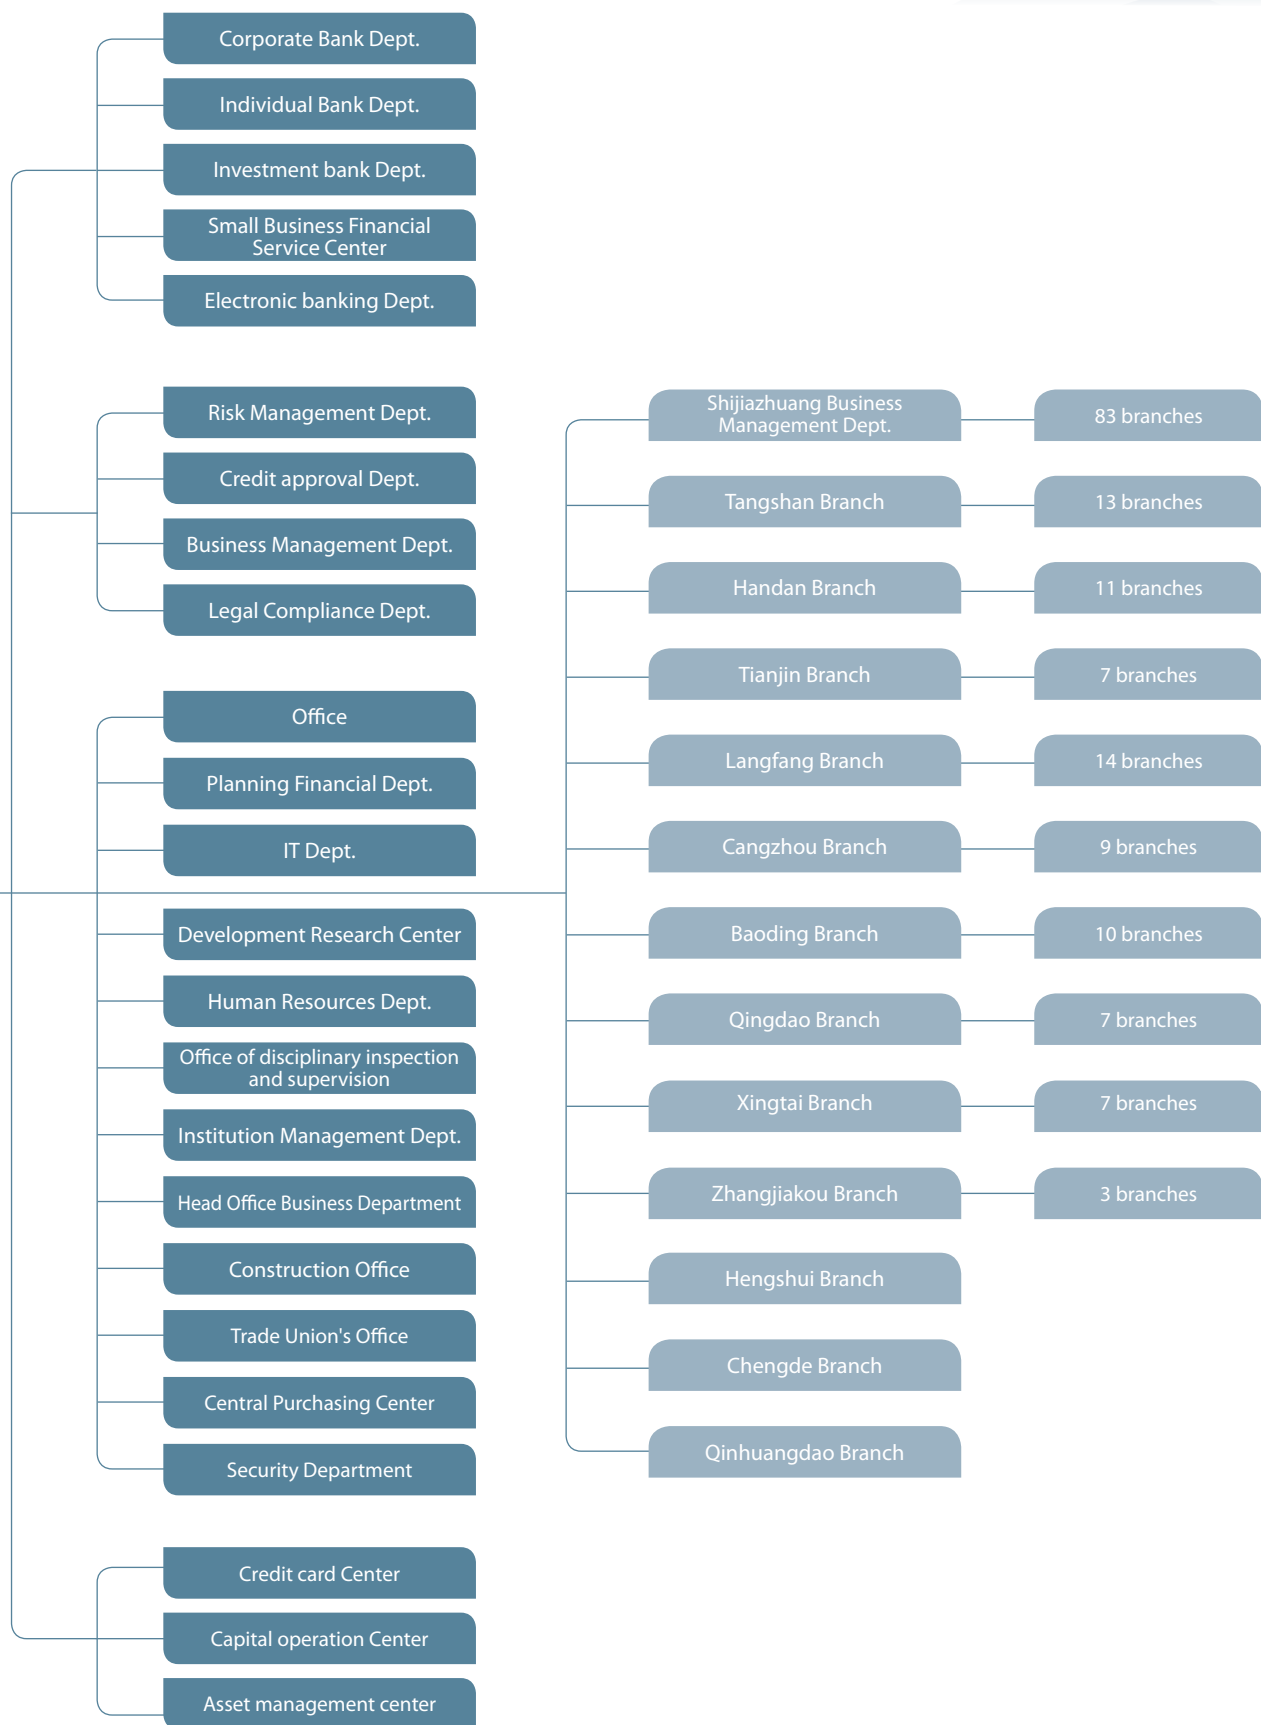 Corporate Bank Dept.
Individual Bank Dept.
Investment bank Dept.
Small Business Financial
Service Center
Electronic banking Dept.
Risk Management Dept.
Credit approval Dept.
Business Management Dept.
Legal Compliance Dept.
Office
Planning Financial Dept.
IT Dept.
Development Research Center
Human Resources Dept.
Office of disciplinary inspection
and supervision
Institution Management Dept.
Head Office Business Department
Construction Office
Trade Union's Office
Central Purchasing Center
Security Department
Credit card Center
Capital operation Center
Asset management center
Shijiazhuang Business
Management Dept.
83 branches
Tangshan Branch
13 branches
Handan Branch
11 branches
Tianjin Branch
7 branches
Langfang Branch
14 branches
Cangzhou Branch
9 branches
Baoding Branch
10 branches
Qingdao Branch
7 branches
Xingtai Branch
7 branches
Zhangjiakou Branch
3 branches
Hengshui Branch
Chengde Branch
Qinhuangdao Branch